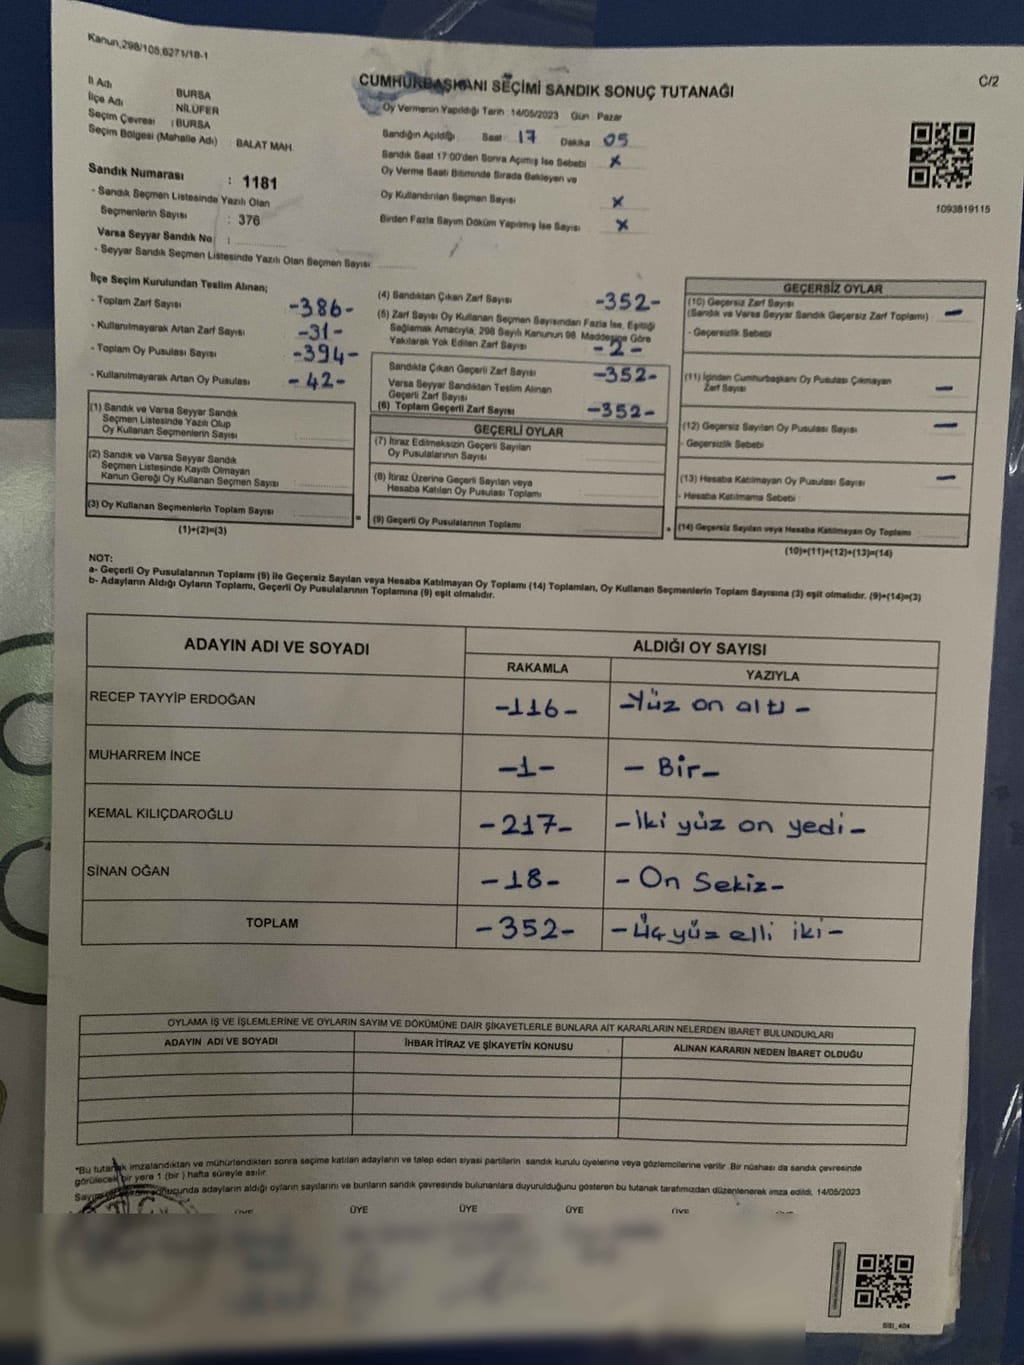 Kanun,298/105,6271/18-1
C/2
CUMHURBAŞKANI SEÇİMİ SANDIK SONUÇ TUTANAĞI
İl Adı BURSA
İlçe Adı : NİLÜFER
Seçim Çevresi : BURSA
Seçim Bölgesi (Mahalle Adı) : BALAT MAH.
Sandık Numarası : 1181
- Sandık Seçmen Listesinde Yazılı Olan
Seçmenlerin Sayısı : 376
Varsa Seyyar Sandık No :
- Seyyar Sandık Seçmen Listesinde Yazılı Olan Seçmen Sayısı:
Oy Vermenin Yapıldığı Tarih 14/05/2023 Gün Pazar
Sandığın Açıldığı Saat 17 Dakika 05
Sandık Saat 17:00'den Sonra Açımış İse Sebebi x
Oy Verme Saati Bitiminde Sırada Bekleyen ve
Oy Kullandırılan Seçmen Sayısı x
Birden Fazla Sayım Döküm Yapılmış İse Sayısı x
1093819115
İlçe Seçim Kurulundan Teslim Alınan;
- Toplam Zarf Sayısı -386-
- Kullanılmayarak Artan Zarf Sayısı -31-
- Toplam Oy Pusulası Sayısı -394-
- Kullanılmayarak Artan Oy Pusulası -42-
(1) Sandık ve Varsa Seyyar Sandık
Seçmen Listesinde Yazılı Olup
Oy Kullanan Seçmenlerin Sayısı
(2) Sandık ve Varsa Seyyar Sandık
Seçmen Listesinde Kayıtlı Olmayan
Kanun Gereği Oy Kullanan Seçmen Sayısı
(3) Oy Kullanan Seçmenlerin Toplam Sayısı
(1)+(2)=(3)
(4) Sandıktan Çıkan Zarf Sayısı -352-
(5) Zarf Sayısı Oy Kullanan Seçmen Sayısından Fazla İse, Eşitliği
Sağlamak Amacıyla, 298 Sayılı Kanunun 98. Maddesine Göre
Yakılarak Yok Edilen Zarf Sayısı -2-
Sandıkta Çıkan Geçerli Zarf Sayısı -352-
Varsa Seyyar Sandıktan Teslim Alınan
Geçerli Zarf Sayısı
(6) Toplam Geçerli Zarf Sayısı -352-
GEÇERLİ OYLAR
(7) İtiraz Edilmeksizin Geçerli Sayılan
Oy Pusulalarının Sayısı
(8) İtiraz Üzerine Geçerli Sayılan veya
Hesaba Katılan Oy Pusulası Toplamı
= (9) Geçerli Oy Pusulalarının Toplamı
GEÇERSİZ OYLAR
(10) Geçersiz Zarf Sayısı
(Sandık ve Varsa Seyyar Sandık Geçersiz Zarf Toplamı) -
- Geçersizlik Sebebi
(11) İçinden Cumhurbaşkanı Oy Pusulası Çıkmayan
Zarf Sayısı -
(12) Geçersiz Sayılan Oy Pusulası Sayısı -
- Geçersizlik Sebebi
(13) Hesaba Katılmayan Oy Pusulası Sayısı -
- Hesaba Katılmama Sebebi
+ (14) Geçersiz Sayılan veya Hesaba Katılmayan Oy Toplamı
(10)+(11)+(12)+(13)=(14)
NOT:
a- Geçerli Oy Pusulalarının Toplamı (9) ile Geçersiz Sayılan veya Hesaba Katılmayan Oy Toplamı (14) Toplamları, Oy Kullanan Seçmenlerin Toplam Sayısına (3) eşit olmalıdır. (9)+(14)=(3)
b- Adayların Aldığı Oyların Toplamı, Geçerli Oy Pusulalarının Toplamına (9) eşit olmalıdır.
ADAYIN ADI VE SOYADI ALDIĞI OY SAYISI
RAKAMLA YAZIYLA
RECEP TAYYİP ERDOĞAN -116- -Yüz on altı-
MUHARREM İNCE -1- -Bir-
KEMAL KILIÇDAROĞLU -217- -İki yüz on yedi-
SİNAN OĞAN -18- -On Sekiz-
TOPLAM -352- -Üç yüz elli iki-
OYLAMA İŞ VE İŞLEMLERİNE VE OYLARIN SAYIM VE DÖKÜMÜNE DAİR ŞİKAYETLERLE BUNLARA AİT KARARLARIN NELERDEN İBARET BULUNDUKLARI
ADAYIN ADI VE SOYADI İHBAR İTİRAZ VE ŞİKAYETİN KONUSU ALINAN KARARIN NEDEN İBARET OLDUĞU
*Bu tutanak imzalandıktan ve mühürlendikten sonra seçime katılan adayların ve talep eden siyasi partilerin sandık kurulu üyelerine veya gözlemcilerine verilir. Bir nüshası da sandık çevresinde
görülecek bir yere 1 (bir ) hafta süreyle asılır.
adayların aldığı oyların sayılarını ve bunların sandık çevresinde bulunanlara duyurulduğunu gösteren bu tutanak tarafımızdan düzenlenerek imza edildi. 14/05/2023
ÜYE ÜYE ÜYE ÜYE ÜYE